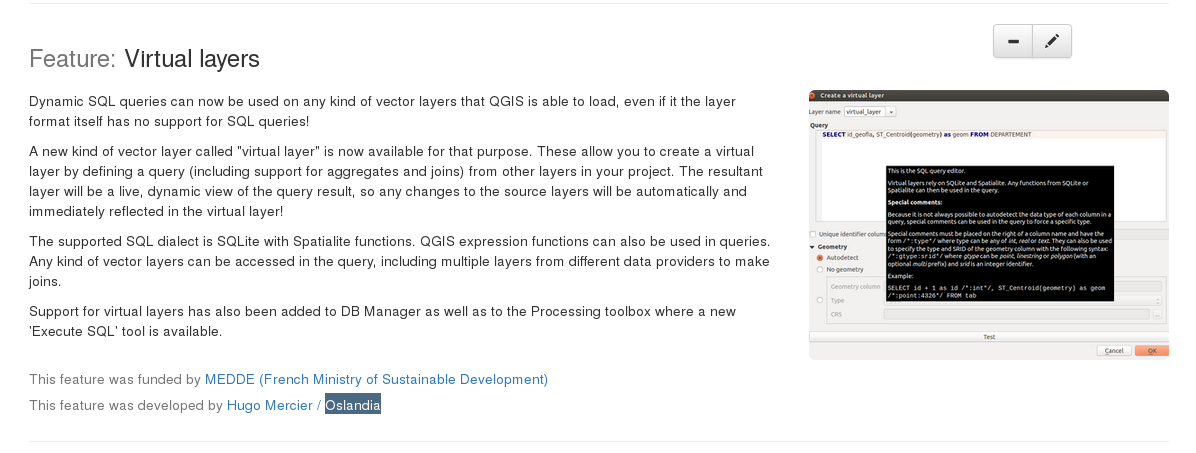 Feature: Virtual layers
Dynamic SQL queries can now be used on any kind of vector layers that QGIS is able to load, even if it the layer
format itself has no support for SQL queries!
A new kind of vector layer called "virtual layer" is now available for that purpose. These allow you to create a virtual
layer by defining a query (including support for aggregates and joins) from other layers in your project. The resultant
layer will be a live, dynamic view of the query result, so any changes to the source layers will be automatically and
immediately reflected in the virtual layer!
The supported SQL dialect is SQLite with Spatialite functions. QGIS expression functions can also be used in queries.
Any kind of vector layers can be accessed in the query, including multiple layers from different data providers to make
joins.
Support for virtual layers has also been added to DB Manager as well as to the Processing toolbox where a new
'Execute SQL' tool is available.
This feature was funded by MEDDE (French Ministry of Sustainable Development)
This feature was developed by Hugo Mercier / Oslandia
Create a virtual layer
Layer name virtual_layer
Query
SELECT id_geofla, ST_Centroid(geometry) as geom FROM DEPARTEMENT
This is the SQL query editor.
Virtual layers rely on SQLite and Spatialite. Any functions from SQLite or
Spatialite can then be used in the query.
Special comments:
Because it is not always possible to autodetect the data type of each column in a
query, special comments can be used in the query to force a specific type.
Special comments must be placed on the right of a column name and have the
form /*:type*/ where type can be any of int, real or text. They can also be used
to specify the type and SRID of the geometry column with the following syntax:
/*:gtype:srid*/ where gtype can be point, linestring or polygon (with an
optional multi prefix) and srid is an integer identifier.
Example:
SELECT id + 1 as id /*:int*/, ST_Centroid(geometry) as geom
/*:point:4326*/ FROM tab
Unique identifier colum
Geometry
Autodetect
No geometry
Geometry column
Type
CRS
...
Test
Cancel
OK